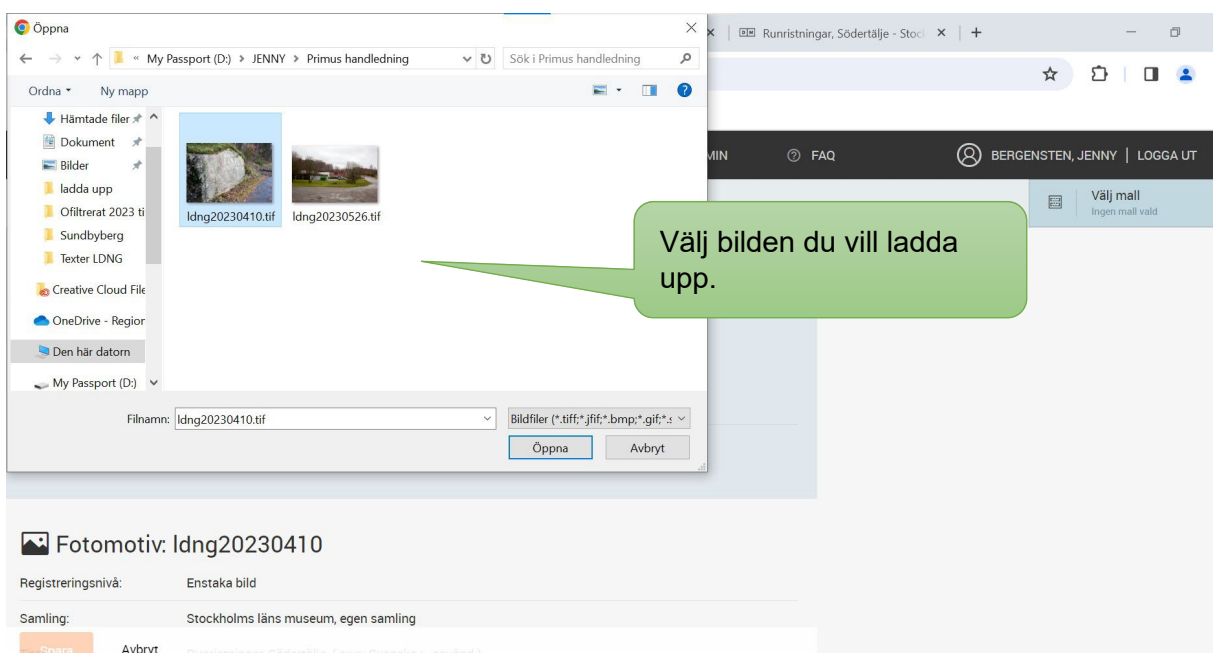 Öppna
Runristningar, Södertälje - Stoc
« My Passport (D:) > JENNY > Primus handledning
Sök i Primus handledning
Ordna
Ny mapp
Hämtade filer
Dokument
Bilder
ladda upp
Ofiltrerat 2023 ti
Sundbyberg
Texter LDNG
Creative Cloud File
OneDrive - Region
Den här datorn
My Passport (D:)
ldng20230410.tif
ldng20230526.tif
MIN
FAQ
BERGENSTEN, JENNY | LOGGA UT
Välj mall
Ingen mall vald
Välj bilden du vill ladda
upp.
Filnamn:
ldng20230410.tif
Bildfiler (*.tiff;*.jfif;*.bmp;*.gif;*.s
Öppna
Avbryt
Fotomotiv: ldng20230410
Registreringsnivå:
Enstaka bild
Samling:
Stockholms läns museum, egen samling
Spara
Avbryt